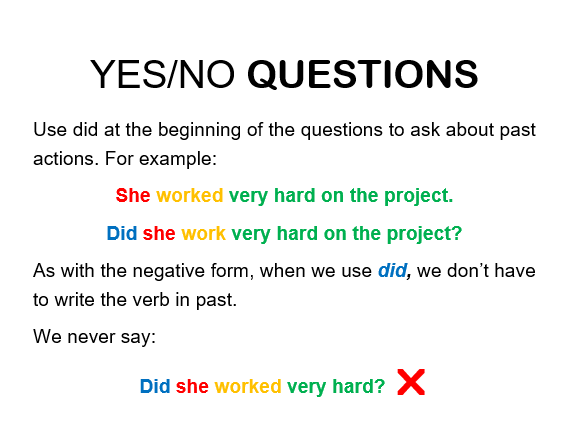 YES/NO QUESTIONS
Use did at the beginning of the questions to ask about past
actions. For example:
She worked very hard on the project.
Did she work very hard on the project?
As with the negative form, when we use did, we don’t have
to write the verb in past.
We never say:
Did she worked very hard? ❌